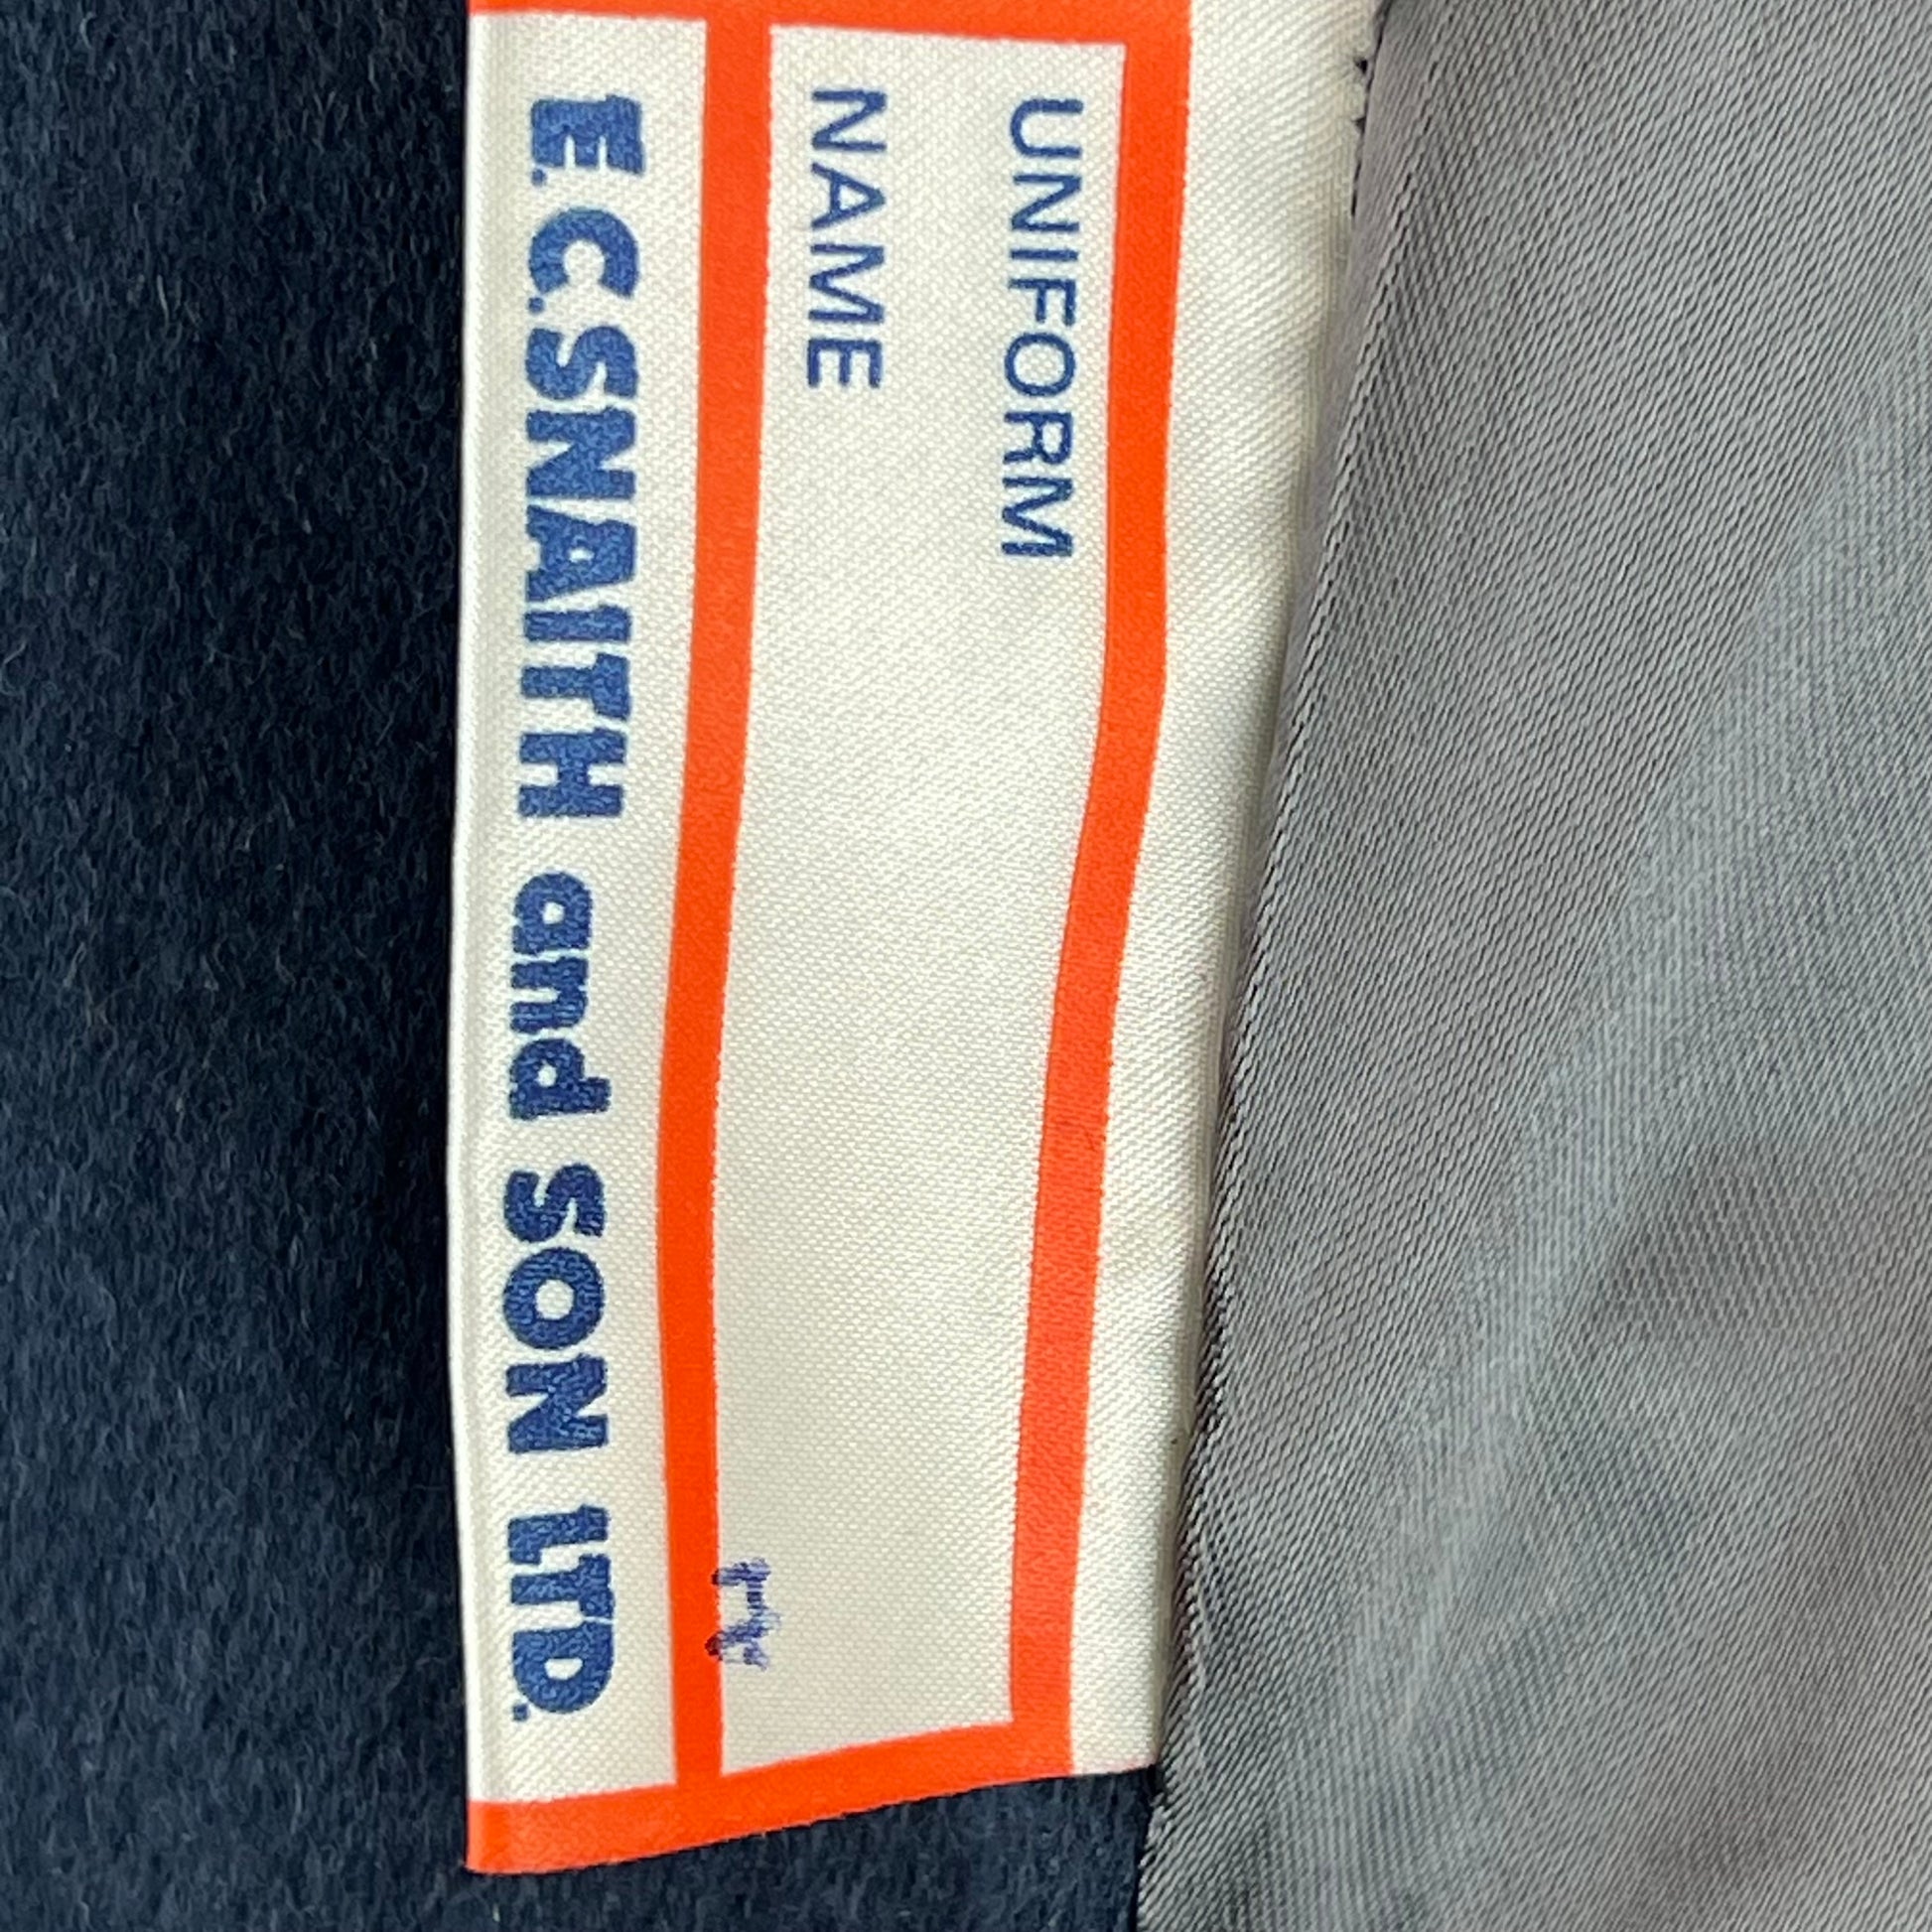 UNIFORM
NAME
E. C. SNAITH and SON LTD.